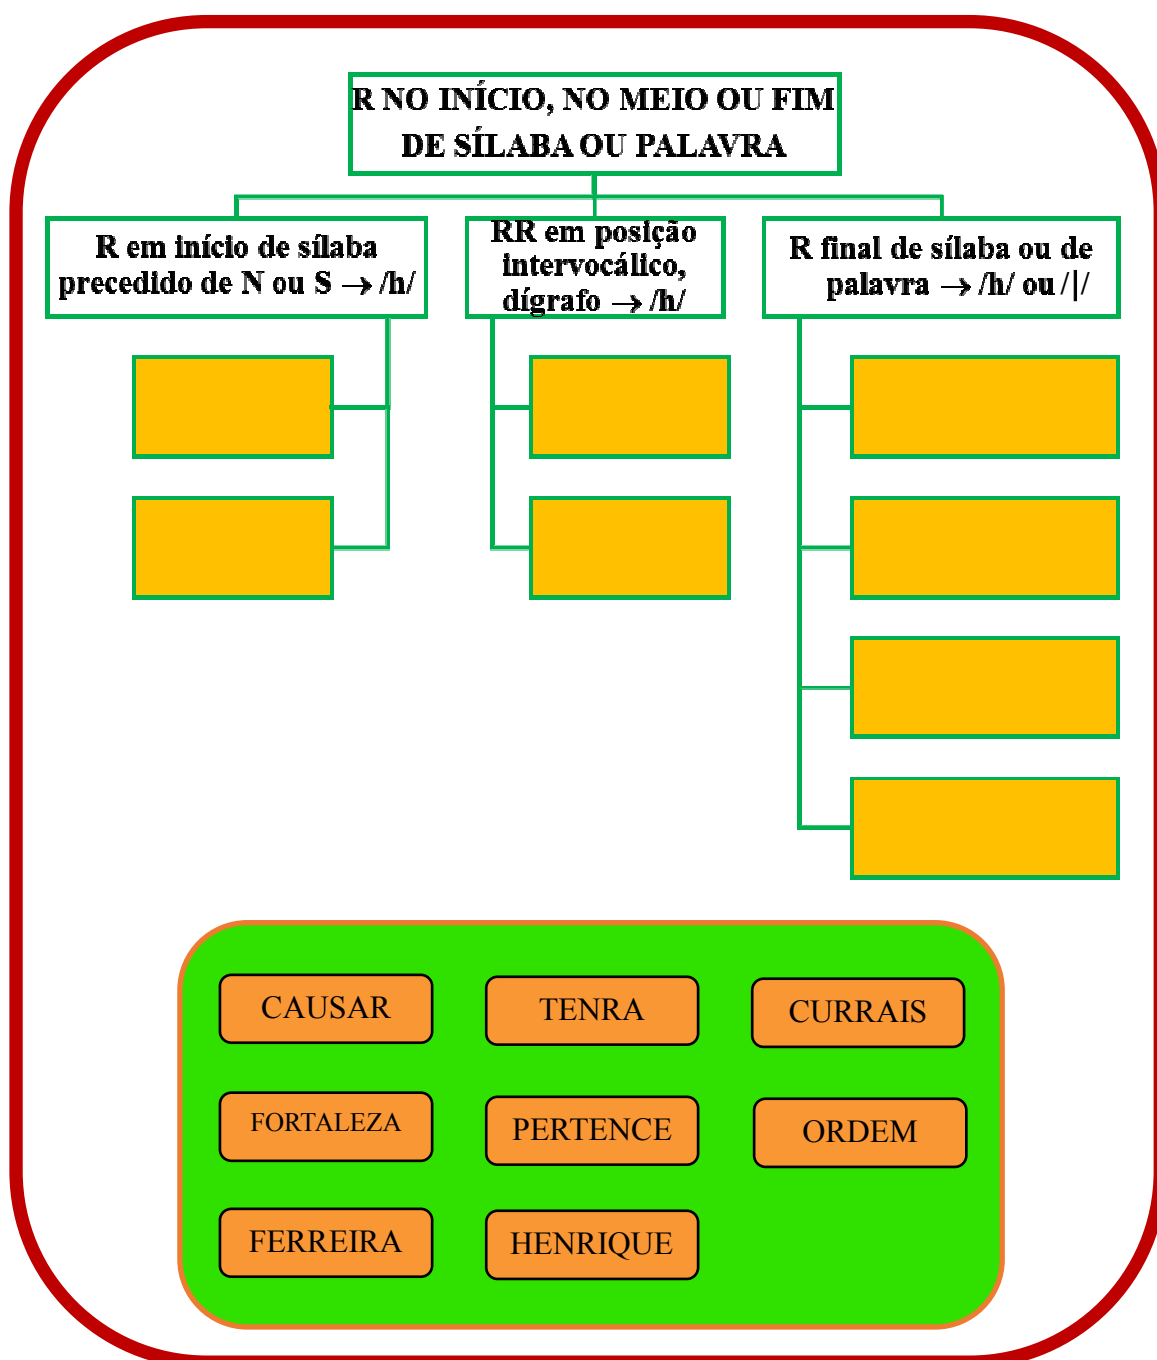 R NO INÍCIO, NO MEIO OU FIM
DE SÍLABA OU PALAVRA
R em início de sílaba
precedido de N ou S → /h/
RR em posição
intervocálico,
dígrafo → /h/
R final de sílaba ou de
palavra → /h/ ou /|/
CAUSAR
TENRA
CURRAIS
FORTALEZA
PERTENCE
ORDEM
FERREIRA
HENRIQUE